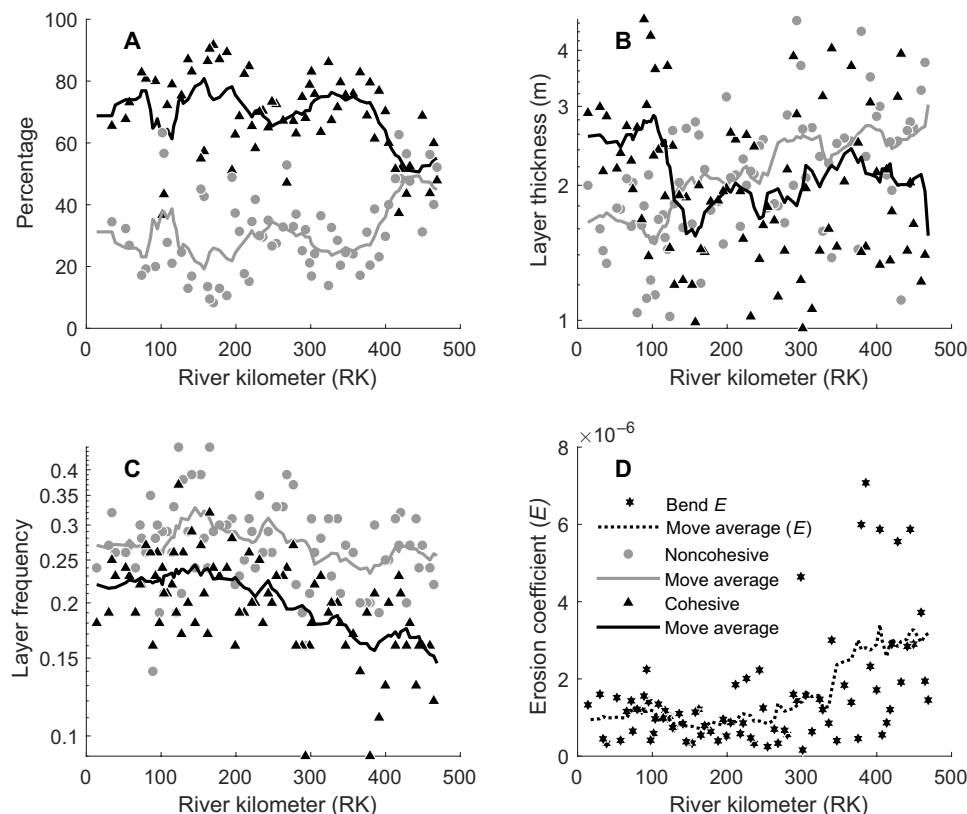 A
Percentage
100
80
60
40
20
0
0 100 200 300 400 500
River kilometer (RK)
B
Layer thickness (m)
4
3
2
1
0 100 200 300 400 500
River kilometer (RK)
C
Layer frequency
0.4
0.35
0.3
0.25
0.2
0.15
0.1
0 100 200 300 400 500
River kilometer (RK)
×10⁻⁶
D
Erosion coefficient (E)
8
6
4
2
0
Bend E
Move average (E)
Noncohesive
Move average
Cohesive
Move average
0 100 200 300 400 500
River kilometer (RK)